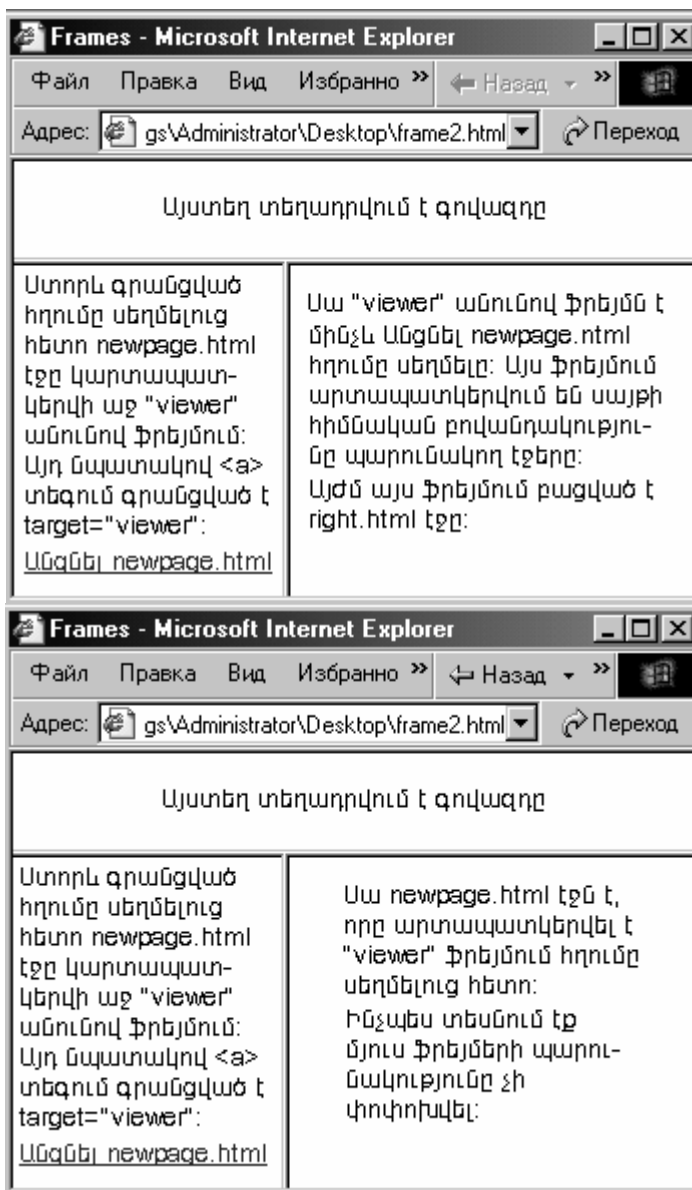 Frames - Microsoft Internet Explorer
Файл Правка Вид Избранно » Назад »
Адрес: gs\Administrator\Desktop\frame2.html Переход
Այստեղ տեղադրվում է գովազդը
Ստորև գրանցված
հղումը սեղմելուց
հետո newpage.html
էջը կարտապատ-
կերվի աջ "viewer"
անունով ֆրեյմում:
Այդ նպատակով <a>
տեգում գրանցված է
target="viewer":
Անցնել newpage.html
Սա "viewer" անունով ֆրեյմն է
մինչև Անցնել newpage.html
հղումը սեղմելը: Այս ֆրեյմում
արտապատկերվում են սայթի
հիմնական բովանդակությու-
նը պարունակող էջերը:
Այժմ այս ֆրեյմում բացված է
right.html էջը:
Frames - Microsoft Internet Explorer
Файл Правка Вид Избранно » Назад »
Адрес: gs\Administrator\Desktop\frame2.html Переход
Այստեղ տեղադրվում է գովազդը
Ստորև գրանցված
հղումը սեղմելուց
հետո newpage.html
էջը կարտապատ-
կերվի աջ "viewer"
անունով ֆրեյմում:
Այդ նպատակով <a>
տեգում գրանցված է
target="viewer":
Անցնել newpage.html
Սա newpage.html էջն է,
որը արտապատկերվել է
"viewer" ֆրեյմում հղումը
սեղմելուց հետո:
Ինչպես տեսնում էք
մյուս ֆրեյմերի պարու-
նակությունը չի
փոփոխվել: